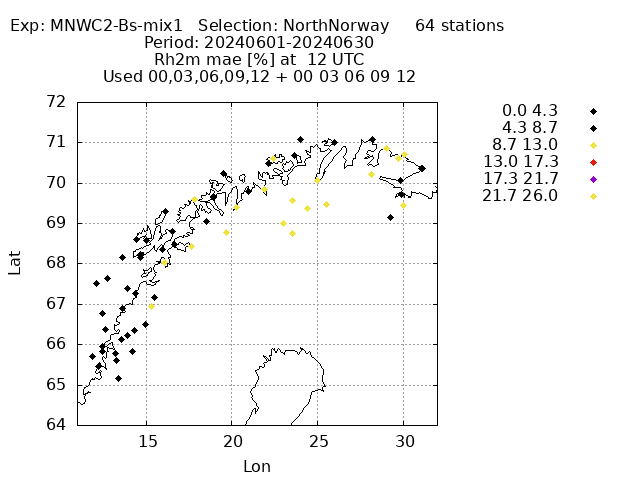 Exp: MNWC2-Bs-mix1 Selection: NorthNorway 64 stations
Period: 20240601-20240630
Rh2m mae [%] at 12 UTC
Used 00,03,06,09,12 + 00 03 06 09 12
72
71
70
69
68
67
66
65
64
Lat
15 20 25 30
Lon
0.0 4.3
4.3 8.7
8.7 13.0
13.0 17.3
17.3 21.7
21.7 26.0